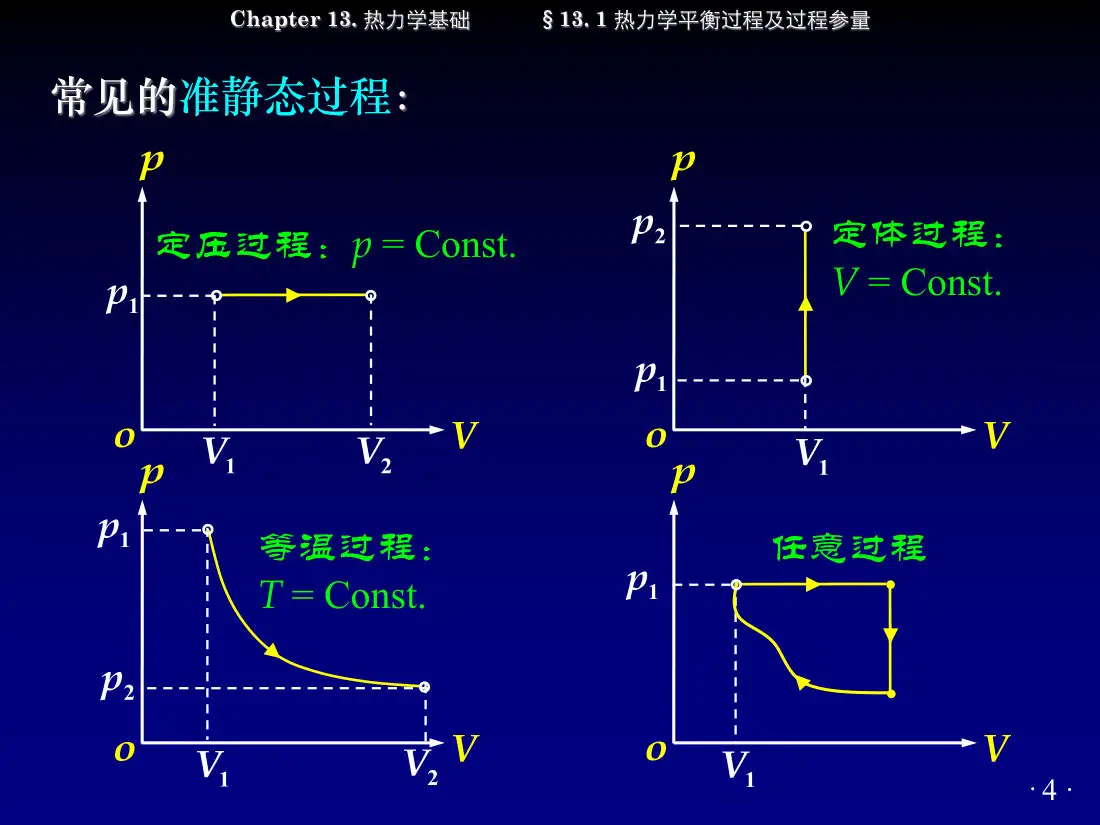 Chapter 13. 热力学基础 § 13. 1 热力学平衡过程及过程参量
常见的准静态过程:
p
定压过程: p = Const.
p1
o
V1
V2
V
p
p2
定体过程:
V = Const.
p1
o
V1
V
p
p1
等温过程:
T = Const.
p2
o
V1
V2
V
p
任意过程
p1
o
V1
V
· 4 ·